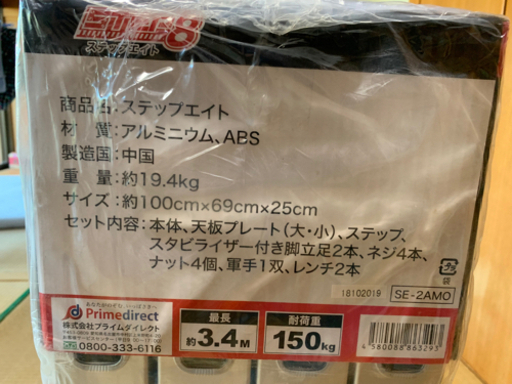 ステップエイト
商品名:ステップエイト
材　質:アルミニウム、ABS
製造国:中国
重　量:約19.4kg
サイズ:約100cm×69cm×25cm
セット内容:本体、天板プレート(大・小)、ステップ、
スタビライザー付き脚立足2本、ネジ4本、
ナット4個、軍手1双、レンチ2本
袋
18102019
SE-2AMO
Primedirect
株式会社プライムダイレクト
0800-333-6116
最長
約3.4M
耐荷重
150kg
4580088863293